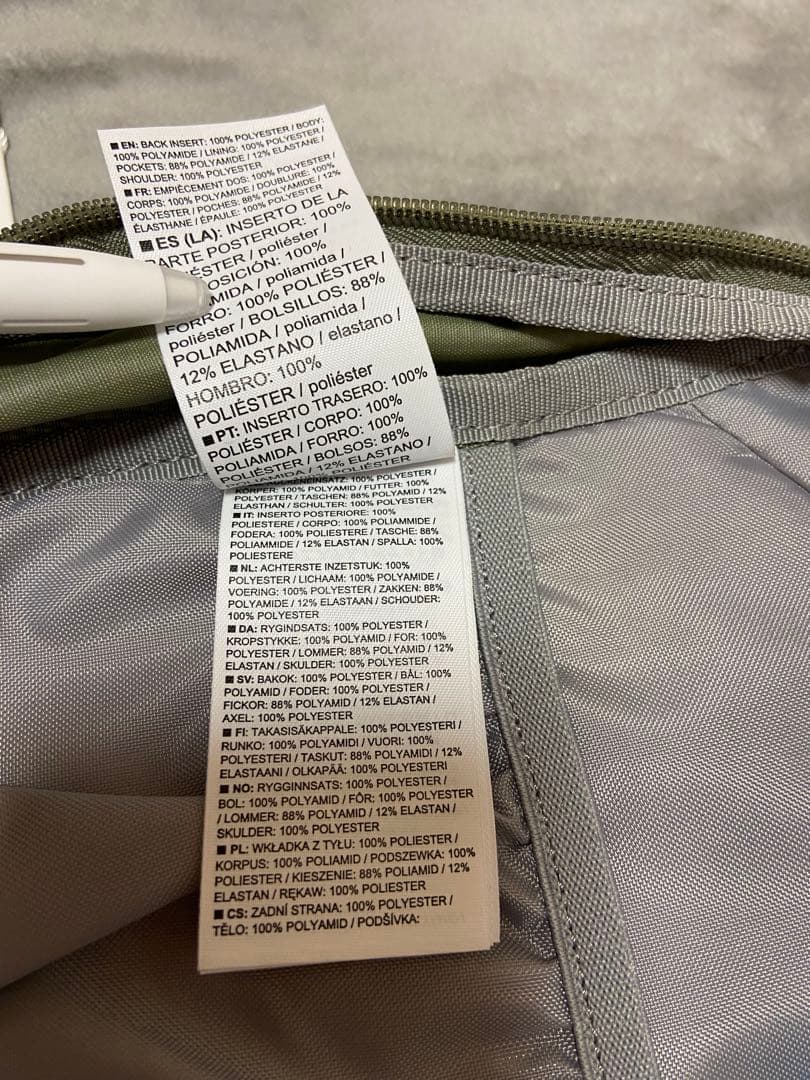 ■ EN: BACK INSERT: 100% POLYESTER / BODY:
100% POLYAMIDE / LINING: 100% POLYESTER /
POCKETS: 88% POLYAMIDE / 12% ELASTANE /
SHOULDER: 100% POLYESTER
■ FR: EMPIÈCEMENT DOS: 100% POLYESTER /
CORPS: 100% POLYAMIDE / DOUBLURE: 100%
POLYESTER / POCHES: 88% POLYAMIDE / 12%
ÉLASTHANE / ÉPAULE: 100% POLYESTER
■ ES (LA): INSERTO DE LA
PARTE POSTERIOR: 100%
/ poliéster /
100%
/ poliamida /
FORRO: 100% POLIÉSTER /
poliéster / BOLSILLOS: 88%
POLIAMIDA / poliamida /
12% ELASTANO / elastano /
HOMBRO: 100%
POLIÉSTER / poliéster
■ PT: INSERTO TRASERO: 100%
POLIÉSTER / CORPO: 100%
POLIAMIDA / FORRO: 100%
POLIÉSTER / BOLSOS: 88%
POLIAMIDA / 12% ELASTANO /
100% POLIÉSTER
100% POLYESTER /
KÖRPER: 100% POLYAMID / FUTTER: 100%
POLYESTER / TASCHEN: 88% POLYAMID / 12%
ELASTHAN / SCHULTER: 100% POLYESTER
■ IT: INSERTO POSTERIORE: 100%
POLIESTERE / CORPO: 100% POLIAMMIDE /
FODERA: 100% POLIESTERE / TASCHE: 88%
POLIAMMIDE / 12% ELASTAN / SPALLA: 100%
POLIESTERE
■ NL: ACHTERSTE INZETSTUK: 100%
POLYESTER / LICHAAM: 100% POLYAMIDE /
VOERING: 100% POLYESTER / ZAKKEN: 88%
POLYAMIDE / 12% ELASTAAN / SCHOUDER:
100% POLYESTER
■ DA: RYGINDSATS: 100% POLYESTER /
KROPSTYKKE: 100% POLYAMID / FOR: 100%
POLYESTER / LOMMER: 88% POLYAMID / 12%
ELASTAN / SKULDER: 100% POLYESTER
■ SV: BAKOK: 100% POLYESTER / BÅL: 100%
POLYAMID / FODER: 100% POLYESTER /
FICKOR: 88% POLYAMID / 12% ELASTAN /
AXEL: 100% POLYESTER
■ FI: TAKASISÄKAPPALE: 100% POLYESTERI /
RUNKO: 100% POLYAMIDI / VUORI: 100%
POLYESTERI / TASKUT: 88% POLYAMIDI / 12%
ELASTAANI / OLKAPÄÄ: 100% POLYESTERI
■ NO: RYGGINNSATS: 100% POLYESTER /
BOL: 100% POLYAMID / FÔR: 100% POLYESTER
/ LOMMER: 88% POLYAMID / 12% ELASTAN /
SKULDER: 100% POLYESTER
■ PL: WKŁADKA Z TYŁU: 100% POLIESTER /
KORPUS: 100% POLIAMID / PODSZEWKA: 100%
POLIESTER / KIESZENIE: 88% POLIAMID / 12%
ELASTAN / RĘKAW: 100% POLIESTER
■ CS: ZADNÍ STRANA: 100% POLYESTER /
TĚLO: 100% POLYAMID / PODŠÍVKA: